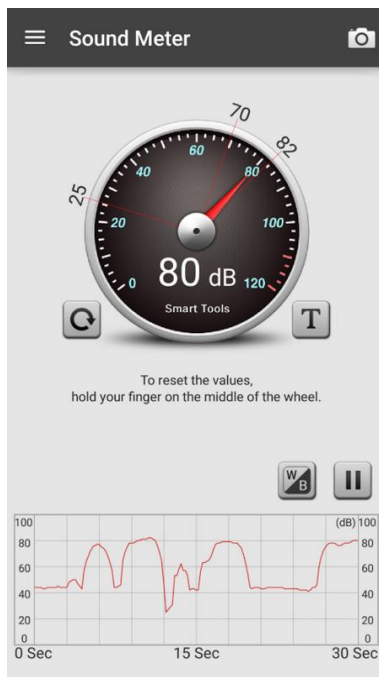 Sound Meter
70
82
25
60
40
80
20
100
0
120
80 dB
Smart Tools
T
To reset the values,
hold your finger on the middle of the wheel.
W
B
100
(dB) 100
80
80
60
60
40
40
20
20
0
0
0 Sec
15 Sec
30 Sec